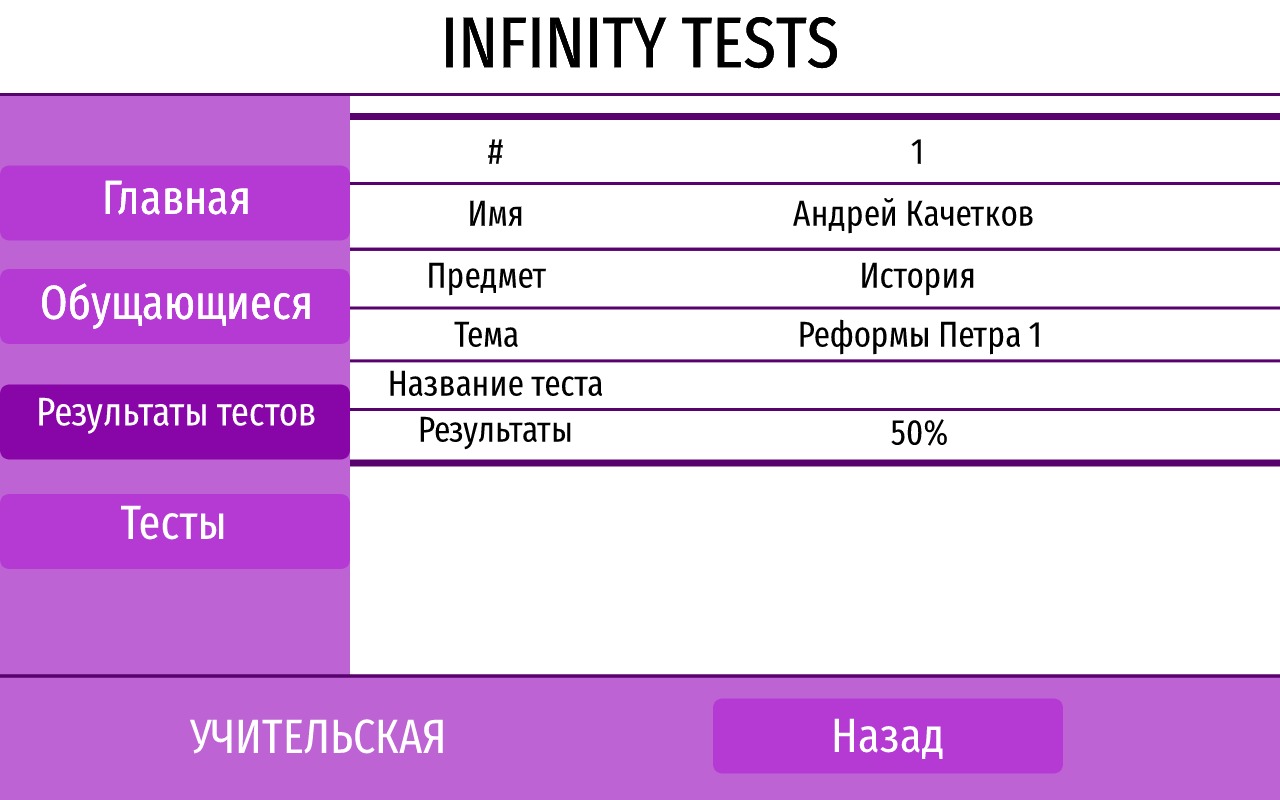 INFINITY TESTS
Главная
Обущающиеся
Результаты тестов
Тесты
# 1
Имя Андрей Качетков
Предмет История
Тема Реформы Петра 1
Название теста
Результаты 50%
УЧИТЕЛЬСКАЯ
Назад